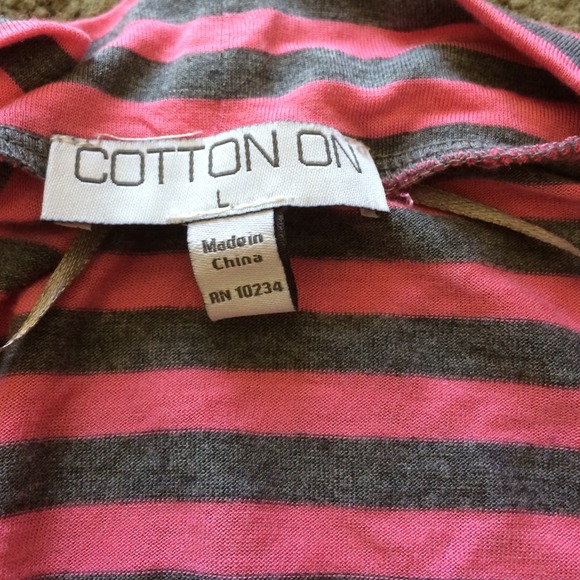 COTTON ON
L
Made in
China
RN 10234